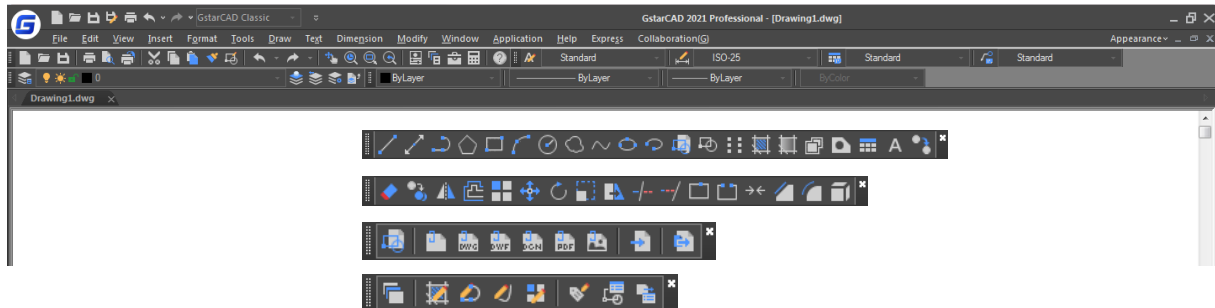 GstarCAD Classic
GstarCAD 2021 Professional - [Drawing1.dwg]
File Edit View Insert Format Tools Draw Text Dimension Modify Window Application Help Express Collaboration(G) Appearance
Standard ISO-25 Standard Standard
0 ByLayer ByLayer ByLayer ByColor
Drawing1.dwg
A
DWG DWF DGN PDF